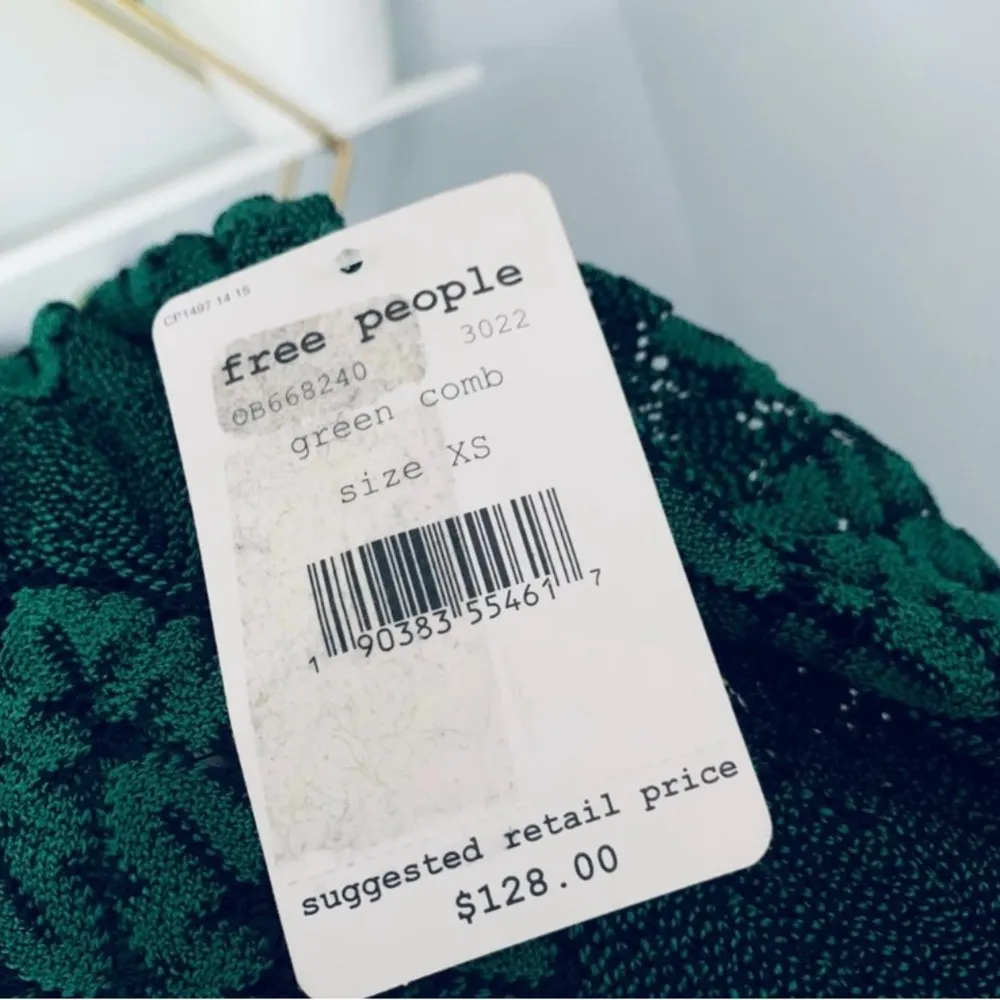 CP1497 14 15
free people
OB668240 3022
green comb
size XS
1 90383 55461 7
suggested retail price
$128.00